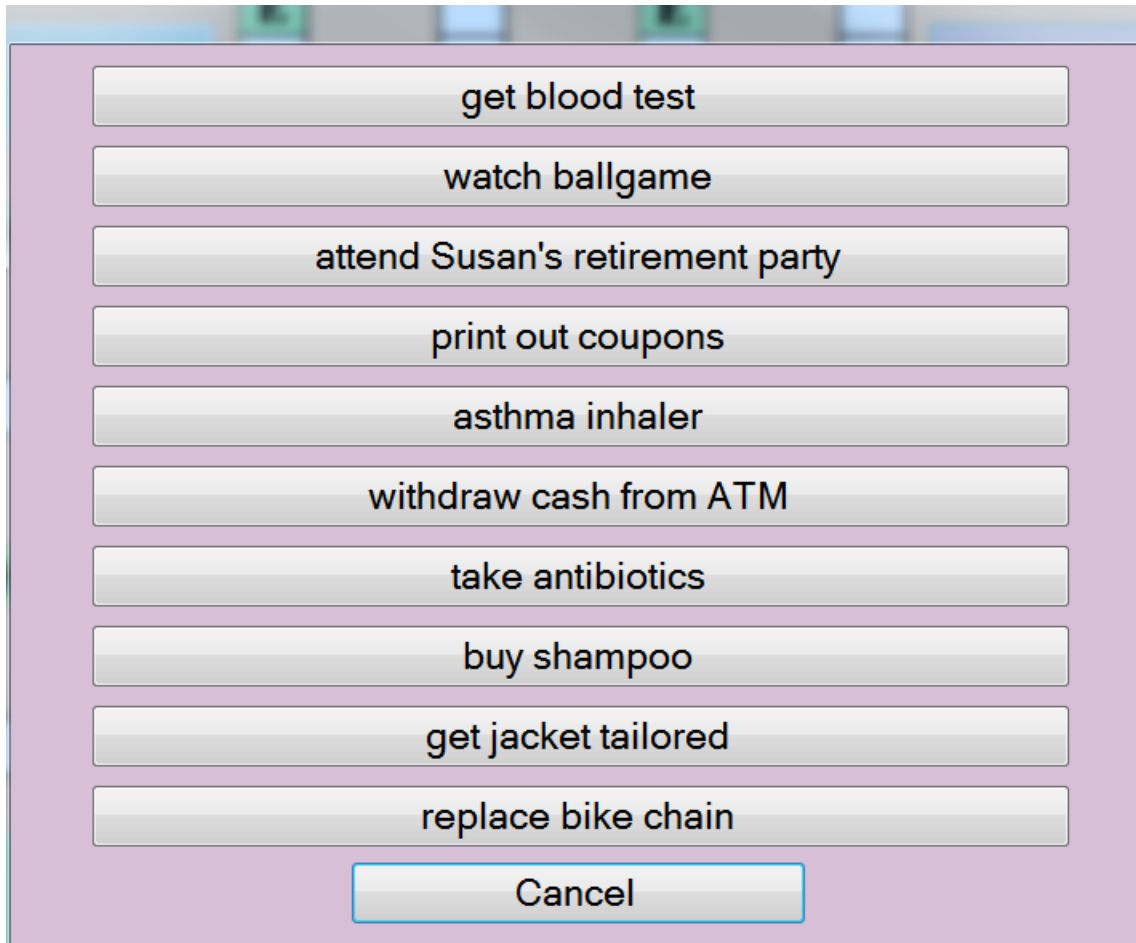 get blood test
watch ballgame
attend Susan's retirement party
print out coupons
asthma inhaler
withdraw cash from ATM
take antibiotics
buy shampoo
get jacket tailored
replace bike chain
Cancel